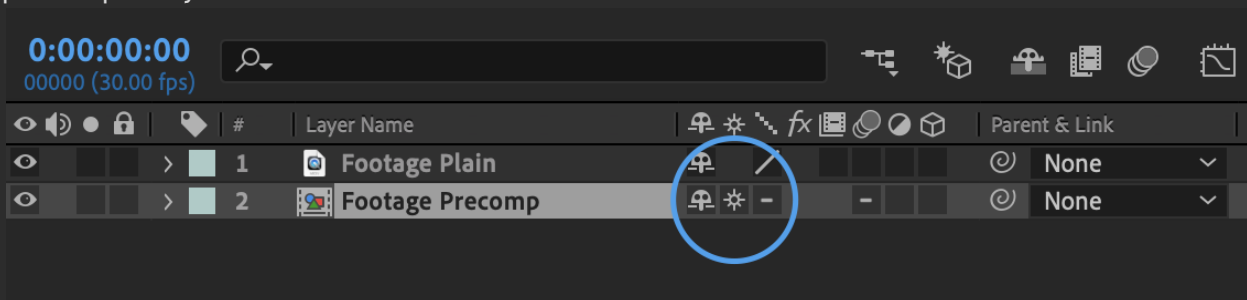 0:00:00:00
00000 (30.00 fps)
# Layer Name fx Parent & Link
1 Footage Plain None
2 Footage Precomp None